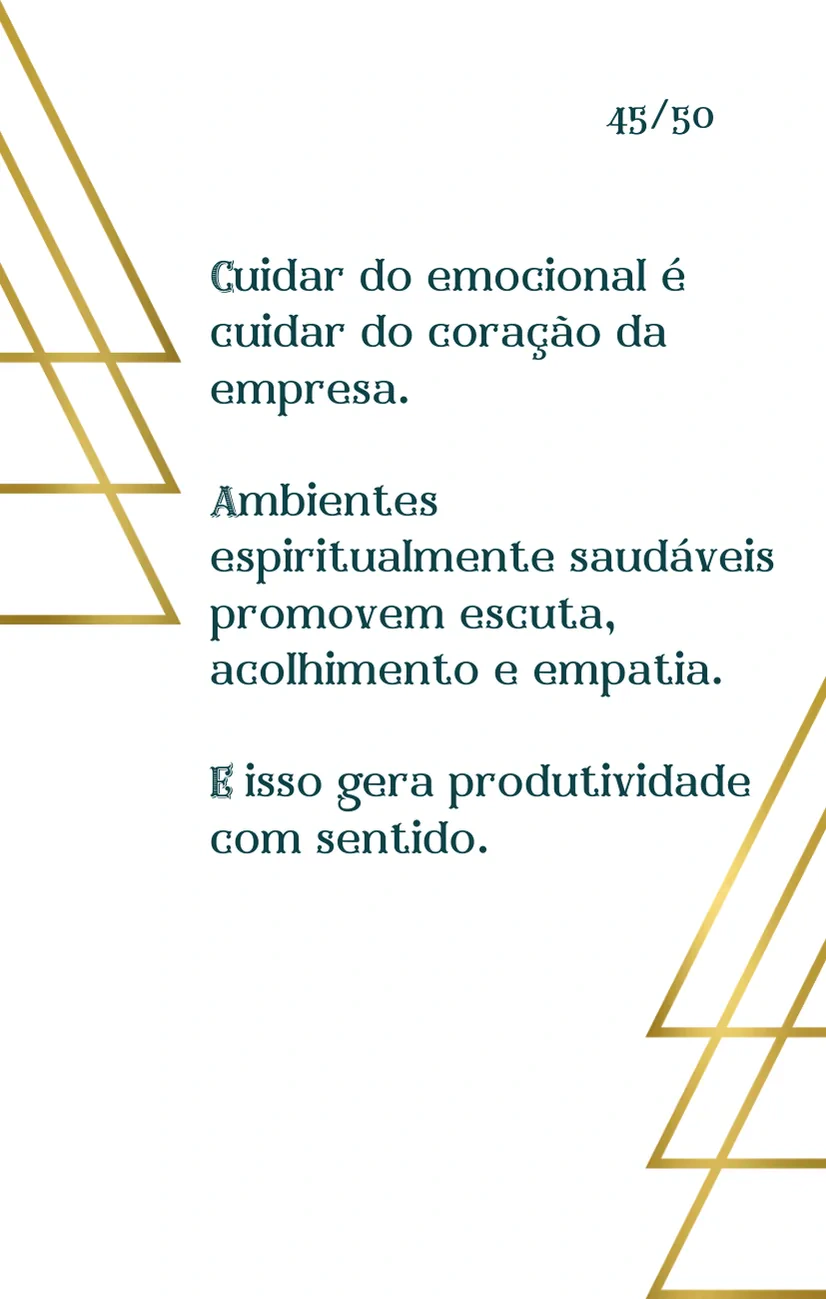 45/50
Cuidar do emocional é
cuidar do coração da
empresa.
Ambientes
espiritualmente saudáveis
promovem escuta,
acolhimento e empatia.
E isso gera produtividade
com sentido.